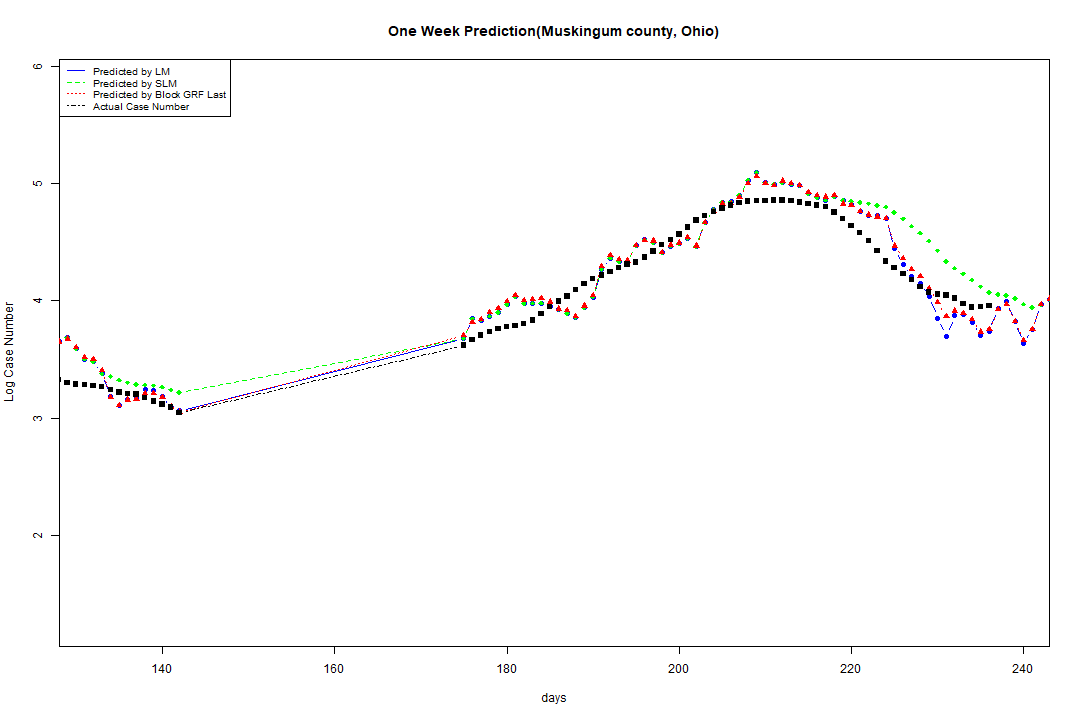 One Week Prediction(Muskingum county, Ohio)
Predicted by LM
Predicted by SLM
Predicted by Block GRF Last
Actual Case Number
Log Case Number
6
5
4
3
2
140 160 180 200 220 240
days